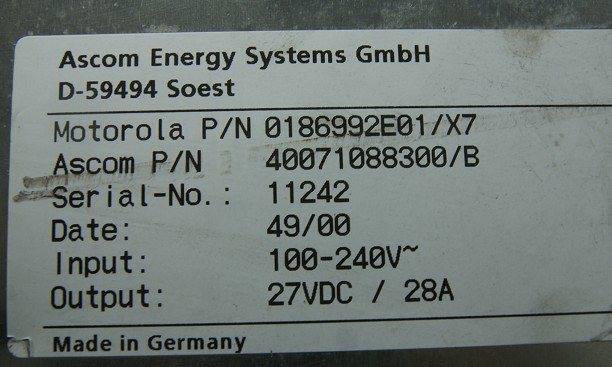 Ascom Energy Systems GmbH
D-59494 Soest
Motorola P/N 0186992E01/X7
Ascom P/N 40071088300/B
Serial-No.: 11242
Date: 49/00
Input: 100-240V~
Output: 27VDC / 28A
Made in Germany